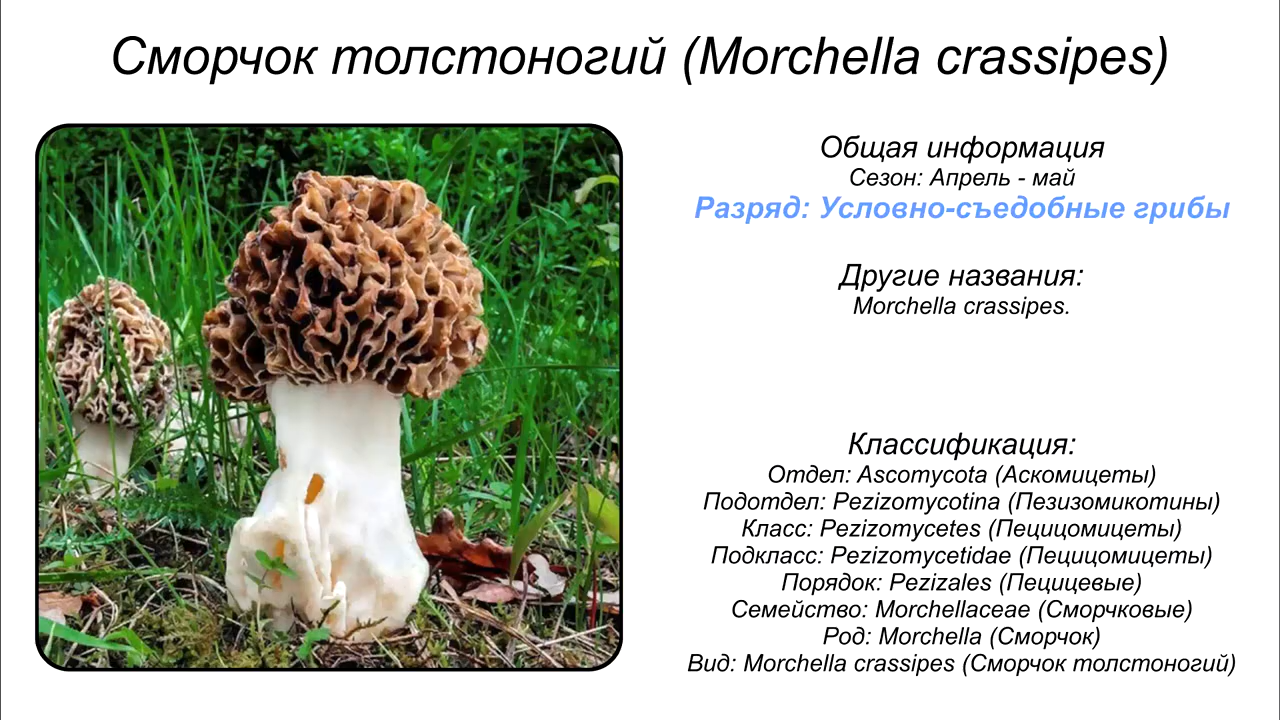 Сморчок толстоногий (Morchella crassipes)
Общая информация
Сезон: Апрель - май
Разряд: Условно-съедобные грибы
Другие названия:
Morchella crassipes.
Классификация:
Отдел: Ascomycota (Аскомицеты)
Подотдел: Pezizomycotina (Пезизомикотины)
Класс: Pezizomycetes (Пецицомицеты)
Подкласс: Pezizomycetidae (Пецицомицеты)
Порядок: Pezizales (Пецицевые)
Семейство: Morchellaceae (Сморчковые)
Род: Morchella (Сморчок)
Вид: Morchella crassipes (Сморчок толстоногий)